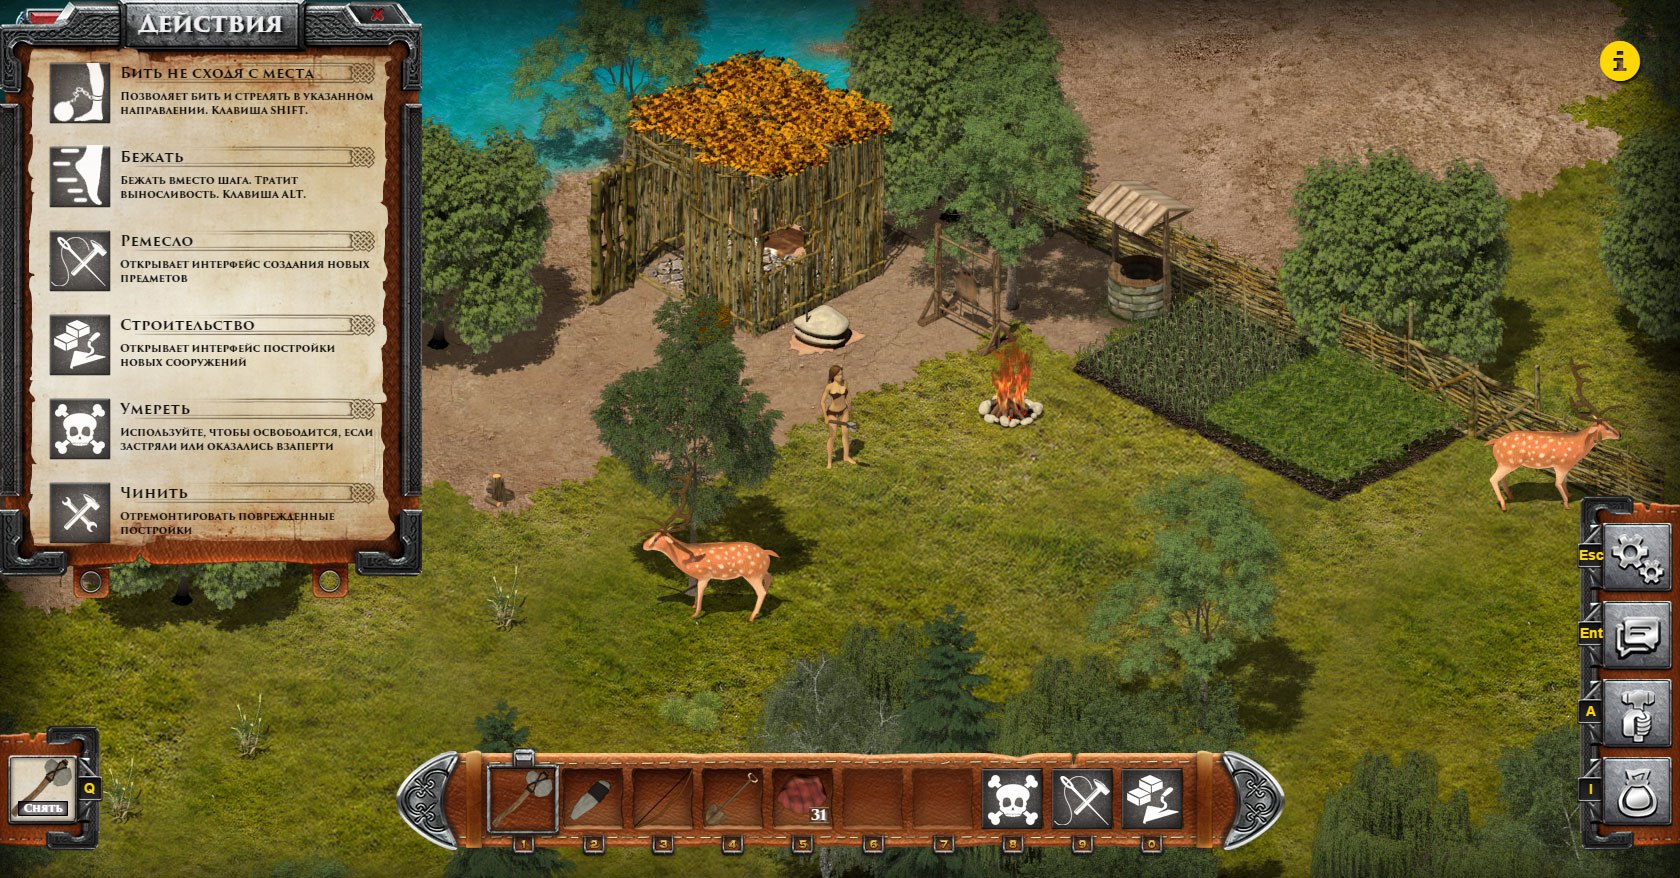 Действия
Бить не сходя с места
Позволяет бить и стрелять в указанном
направлении. Клавиша SHIFT.
Бежать
Бежать вместо шага. Тратит
выносливость. Клавиша ALT.
Ремесло
Открывает интерфейс создания новых
предметов
Строительство
Открывает интерфейс постройки
новых сооружений
Умереть
Используйте, чтобы освободится, если
застряли или оказались взаперти
Чинить
Отремонтировать поврежденные
постройки
i
Esc
Ent
A
I
Снять
Q
31
1 2 3 4 5 6 7 8 9 0